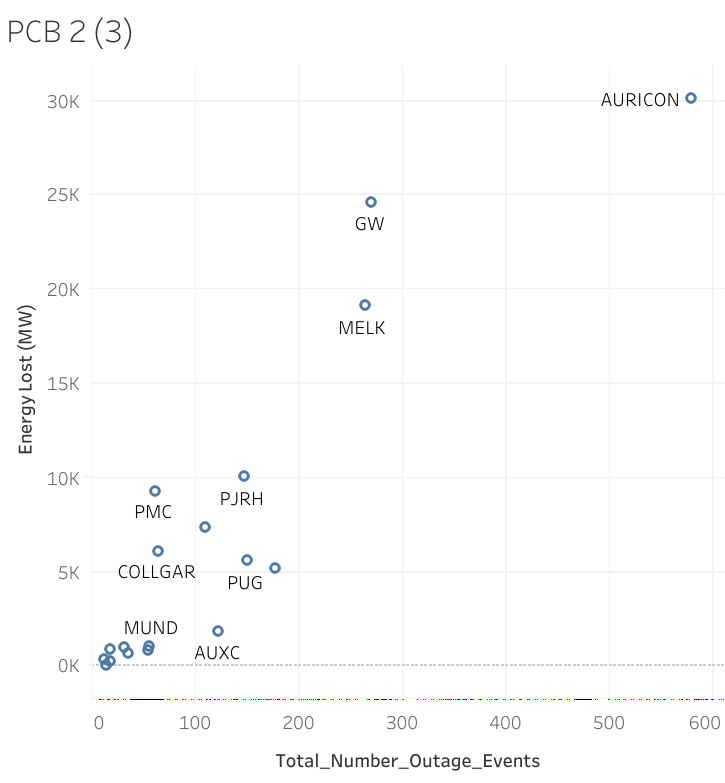 PCB 2 (3)
30K
AURICON
25K
GW
20K
MELK
Energy Lost (MW)
15K
10K
PJRH
PMC
COLLGAR
5K
PUG
MUND
AUXC
0K
0 100 200 300 400 500 600
Total_Number_Outage_Events